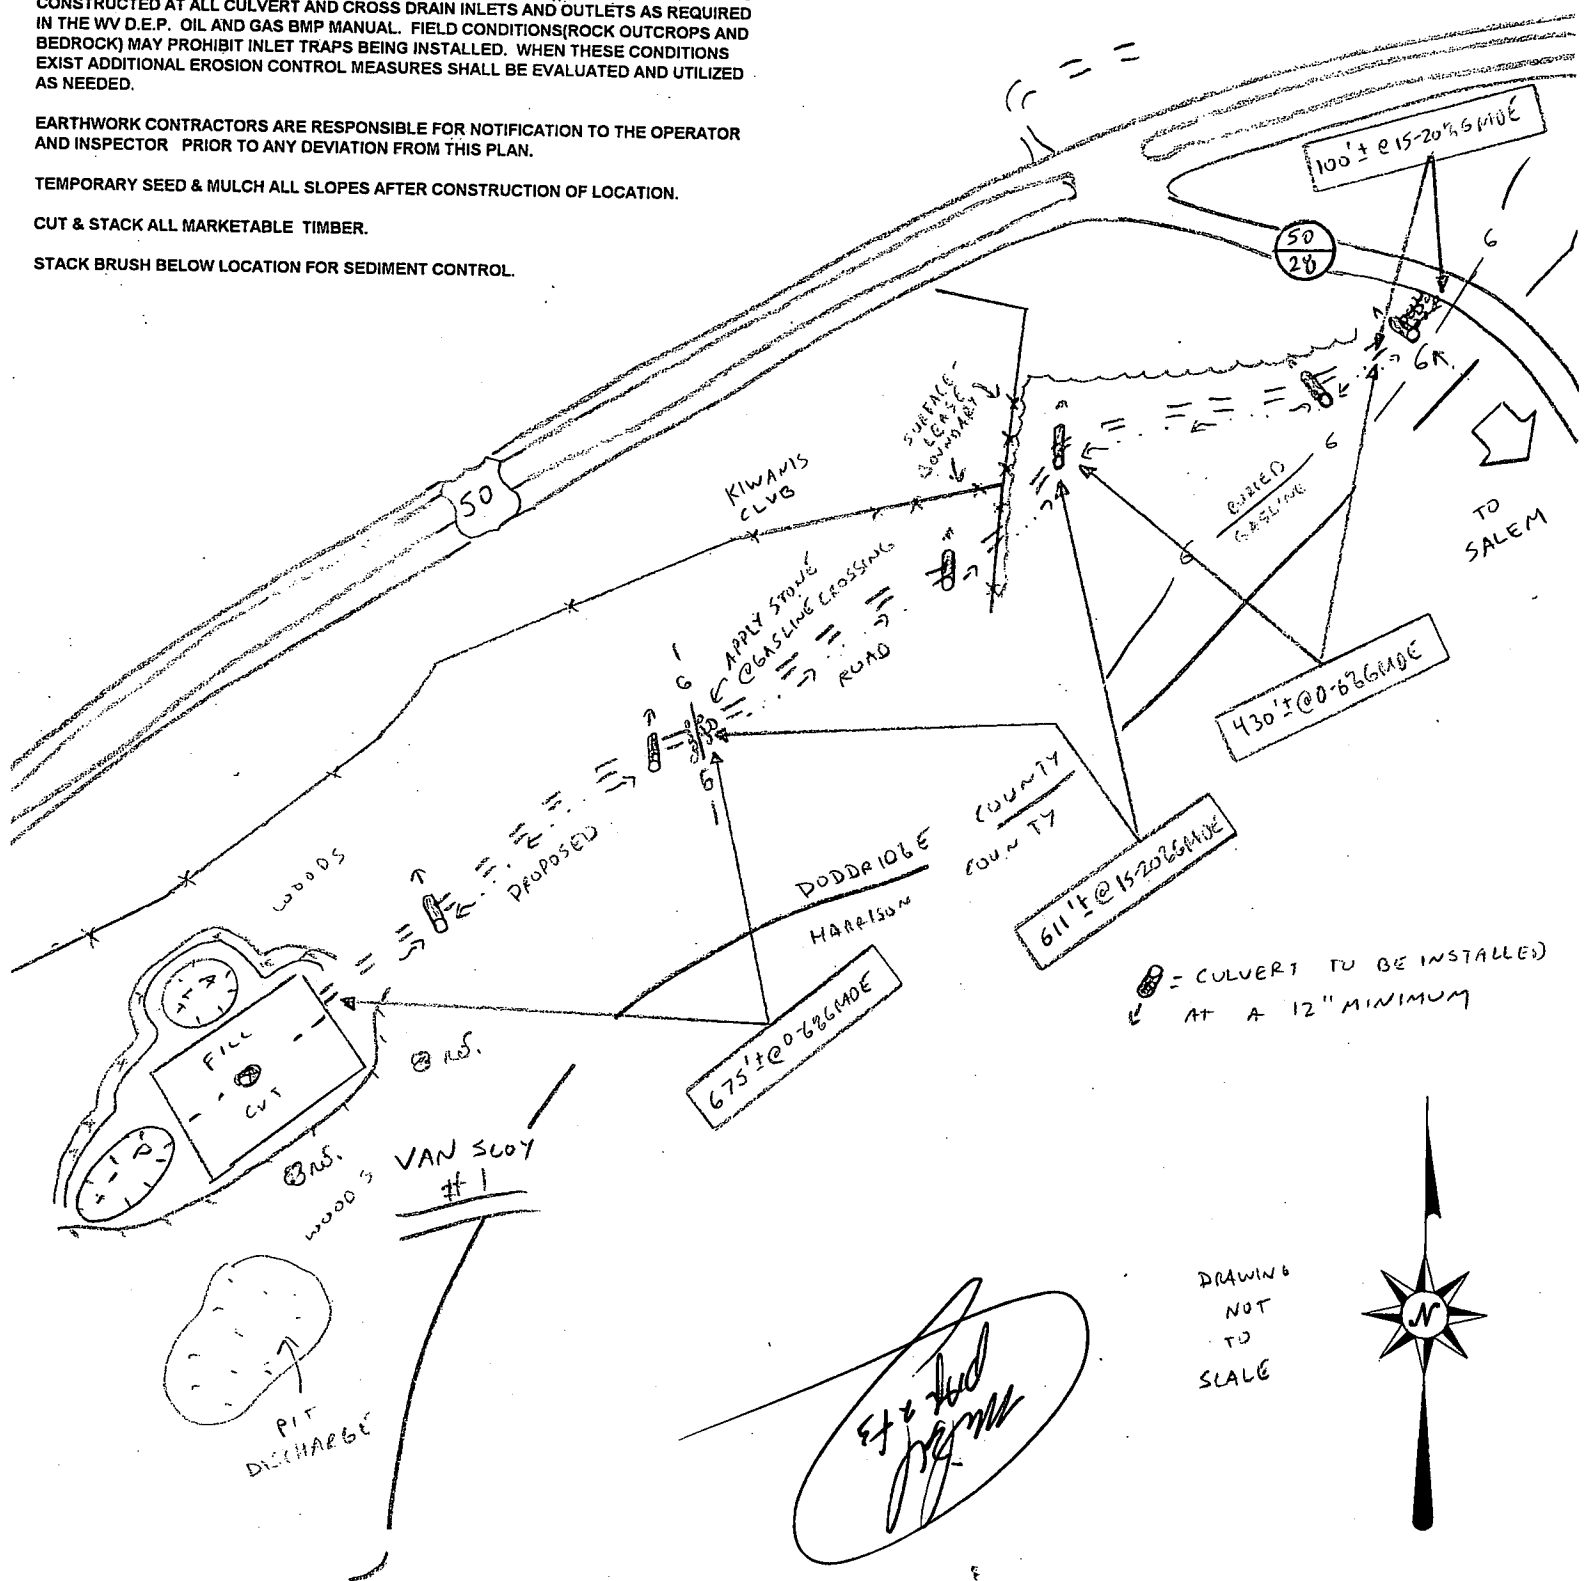 CONSTRUCTED AT ALL CULVERT AND CROSS DRAIN INLETS AND OUTLETS AS REQUIRED
IN THE WV D.E.P. OIL AND GAS BMP MANUAL. FIELD CONDITIONS(ROCK OUTCROPS AND
BEDROCK) MAY PROHIBIT INLET TRAPS BEING INSTALLED. WHEN THESE CONDITIONS
EXIST ADDITIONAL EROSION CONTROL MEASURES SHALL BE EVALUATED AND UTILIZED
AS NEEDED.
EARTHWORK CONTRACTORS ARE RESPONSIBLE FOR NOTIFICATION TO THE OPERATOR
AND INSPECTOR PRIOR TO ANY DEVIATION FROM THIS PLAN.
TEMPORARY SEED & MULCH ALL SLOPES AFTER CONSTRUCTION OF LOCATION.
CUT & STACK ALL MARKETABLE TIMBER.
STACK BRUSH BELOW LOCATION FOR SEDIMENT CONTROL.
100'± @ 15-20% GRADE
50
28
6
6
SURFACE-
LEASE
BOUNDARY
KIWANIS
CLUB
50
6
BURIED
GASLINE
6
TO
SALEM
APPLY STONE
@ GASLINE CROSSING
ROAD
6
6
430'± @ 0-6% GRADE
PROPOSED
WOODS
DODDRIDGE COUNTY
HARRISON COUNTY
611'± @ 15-20% GRADE
= CULVERT TO BE INSTALLED
AT A 12" MINIMUM
FILL
CUT
R.S.
R.S.
675'± @ 0-6% GRADE
WOODS
VAN SLOY
#1
PIT
DISCHARGE
DRAWING
NOT
TO
SCALE
N